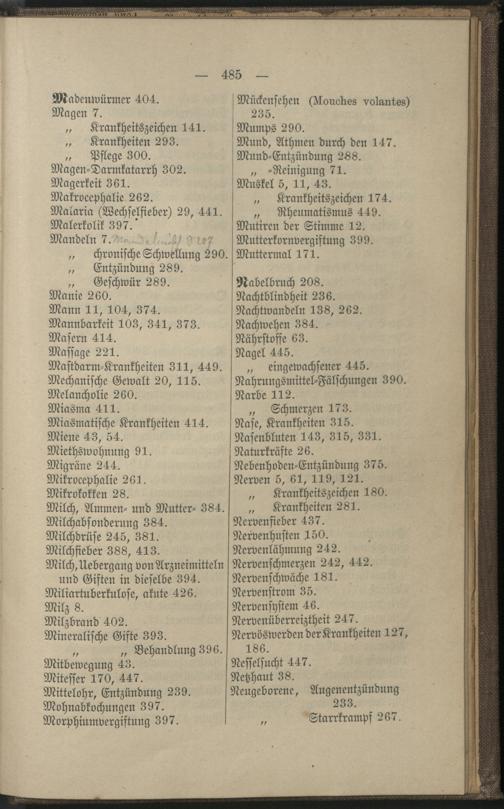 — 485 —
Madenwürmer 404.
Magen 7.
„ Krankheitszeichen 141.
„ Krankheiten 293.
„ Pflege 300.
Magen-Darmkatarrh 302.
Magerkeit 361.
Makrocephalie 262.
Malaria (Wechselfieber) 29, 441.
Malerkolik 397.
Mandeln 7.
„ chronische Schwellung 290.
„ Entzündung 289.
„ Geschwür 289.
Manie 260.
Mann 11, 104, 374.
Mannbarkeit 103, 341, 373.
Masern 414.
Massage 221.
Mastdarm-Krankheiten 311, 449.
Mechanische Gewalt 20, 115.
Melancholie 260.
Miasma 411.
Miasmatische Krankheiten 414.
Miene 43, 54.
Miethswohnung 91.
Migräne 244.
Mikrocephalie 261.
Mikrokokken 28.
Milch, Ammen- und Mutter- 384.
Milchabsonderung 384.
Milchdrüse 245, 381.
Milchfieber 388, 413.
Milch, Uebergang von Arzneimitteln
und Giften in dieselbe 394.
Miliartuberkulose, akute 426.
Milz 8.
Milzbrand 402.
Mineralische Gifte 393.
„ „ Behandlung 396.
Mitbewegung 43.
Mitesser 170, 447.
Mittelohr, Entzündung 239.
Mohnabkochungen 397.
Morphiumvergiftung 397.
Mückensehen (Mouches volantes)
235.
Mumps 290.
Mund, Athmen durch den 147.
Mund-Entzündung 288.
„ -Reinigung 71.
Muskel 5, 11, 43.
„ Krankheitszeichen 174.
„ Rheumatismus 449.
Mutiren der Stimme 12.
Mutterkornvergiftung 399.
Muttermal 171.
Nabelbruch 208.
Nachtblindheit 236.
Nachtwandeln 138, 262.
Nachwehen 384.
Nährstoffe 63.
Nagel 445.
„ eingewachsener 445.
Nahrungsmittel-Fälschungen 390.
Narbe 112.
„ Schmerzen 173.
Nase, Krankheiten 315.
Nasenbluten 143, 315, 331.
Naturkräfte 26.
Nebenhoden-Entzündung 375.
Nerven 5, 61, 119, 121.
„ Krankheitszeichen 180.
„ Krankheiten 281.
Nervenfieber 437.
Nervenhusten 150.
Nervenlähmung 242.
Nervenschmerzen 242, 442.
Nervenschwäche 181.
Nervenstrom 35.
Nervensystem 46.
Nervenüberreiztheit 247.
Nervöswerden der Krankheiten 127,
186.
Nesselsucht 447.
Netzhaut 38.
Neugeborene, Augenentzündung
233.
„ Starrkrampf 267.